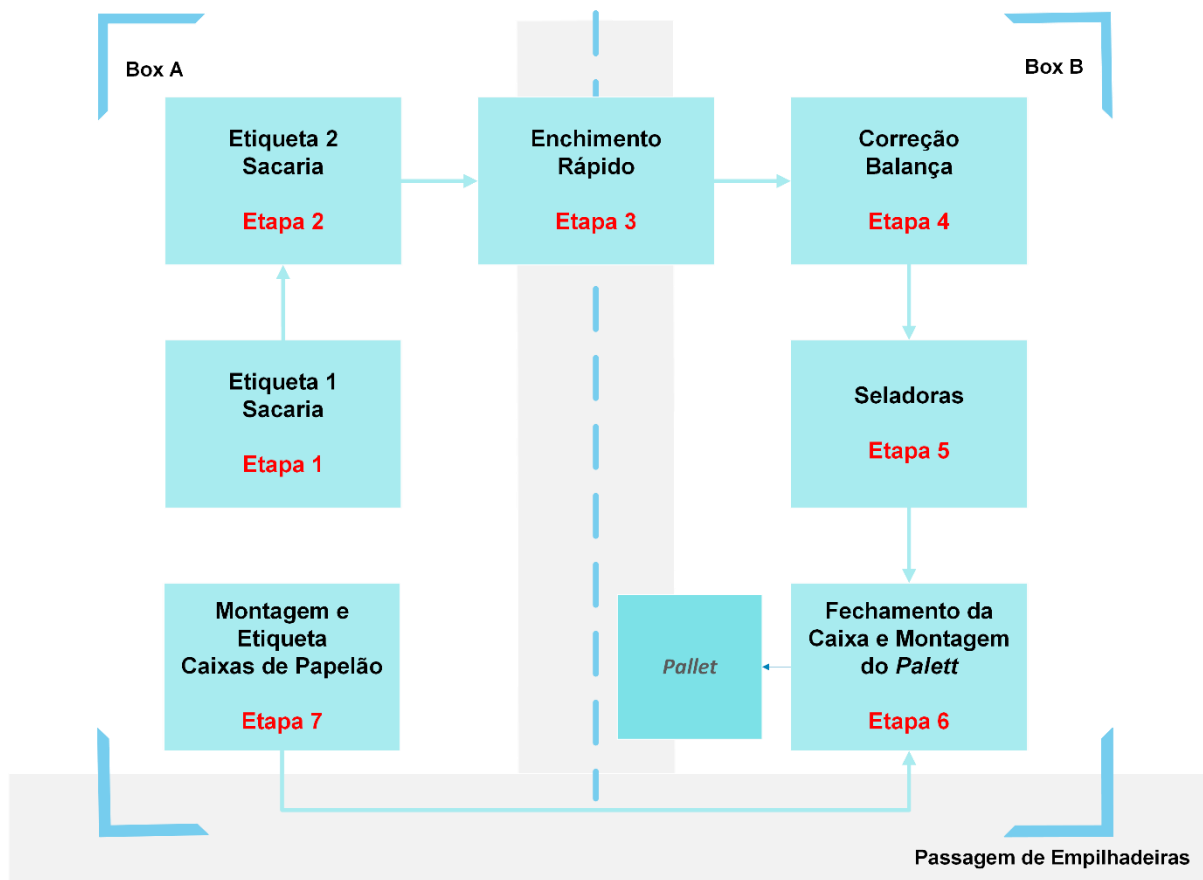 Box A
Box B
Etiqueta 2
Sacaria
Etapa 2
Enchimento
Rápido
Etapa 3
Correção
Balança
Etapa 4
Etiqueta 1
Sacaria
Etapa 1
Seladoras
Etapa 5
Montagem e
Etiqueta
Caixas de Papelão
Etapa 7
Pallet
Fechamento da
Caixa e Montagem
do Palett
Etapa 6
Passagem de Empilhadeiras